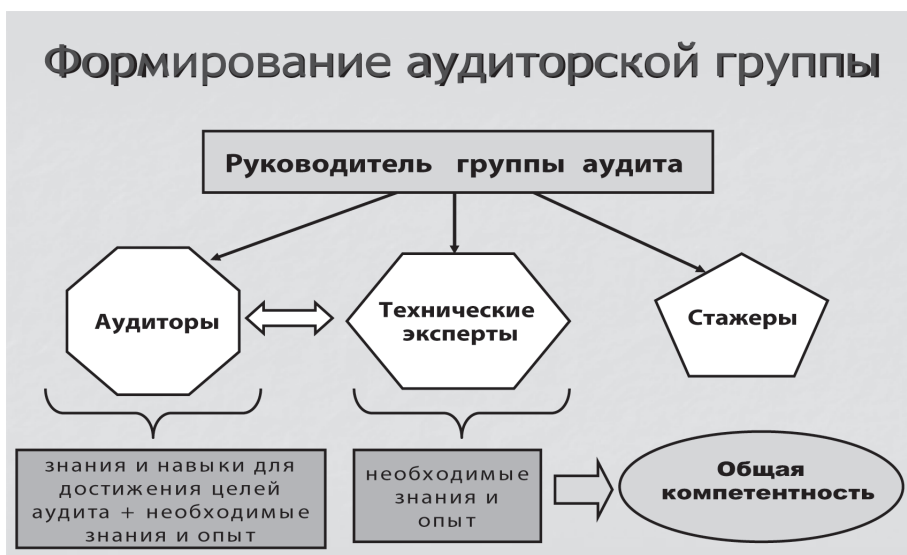 Формирование аудиторской группы
Руководитель группы аудита
Аудиторы
Технические
эксперты
Стажеры
знания и навыки для
достижения целей
аудита + необходимые
знания и опыт
необходимые
знания и
опыт
Общая
компетентность